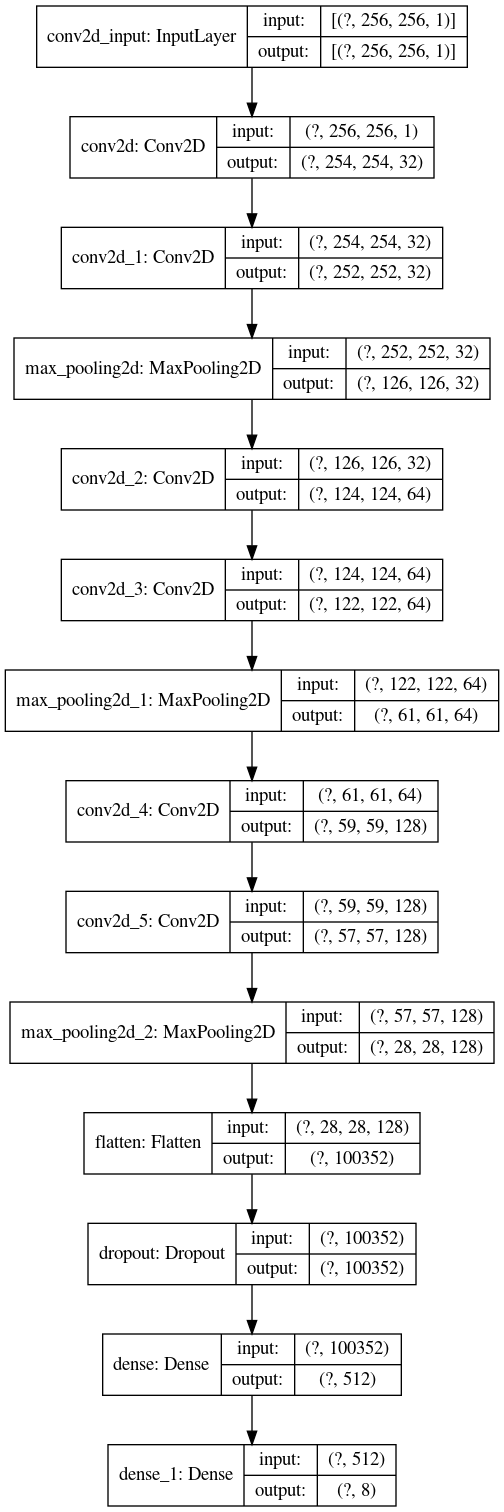 conv2d_input: InputLayer
input:
[(?, 256, 256, 1)]
output:
[(?, 256, 256, 1)]
conv2d: Conv2D
input:
(?, 256, 256, 1)
output:
(?, 254, 254, 32)
conv2d_1: Conv2D
input:
(?, 254, 254, 32)
output:
(?, 252, 252, 32)
max_pooling2d: MaxPooling2D
input:
(?, 252, 252, 32)
output:
(?, 126, 126, 32)
conv2d_2: Conv2D
input:
(?, 126, 126, 32)
output:
(?, 124, 124, 64)
conv2d_3: Conv2D
input:
(?, 124, 124, 64)
output:
(?, 122, 122, 64)
max_pooling2d_1: MaxPooling2D
input:
(?, 122, 122, 64)
output:
(?, 61, 61, 64)
conv2d_4: Conv2D
input:
(?, 61, 61, 64)
output:
(?, 59, 59, 128)
conv2d_5: Conv2D
input:
(?, 59, 59, 128)
output:
(?, 57, 57, 128)
max_pooling2d_2: MaxPooling2D
input:
(?, 57, 57, 128)
output:
(?, 28, 28, 128)
flatten: Flatten
input:
(?, 28, 28, 128)
output:
(?, 100352)
dropout: Dropout
input:
(?, 100352)
output:
(?, 100352)
dense: Dense
input:
(?, 100352)
output:
(?, 512)
dense_1: Dense
input:
(?, 512)
output:
(?, 8)